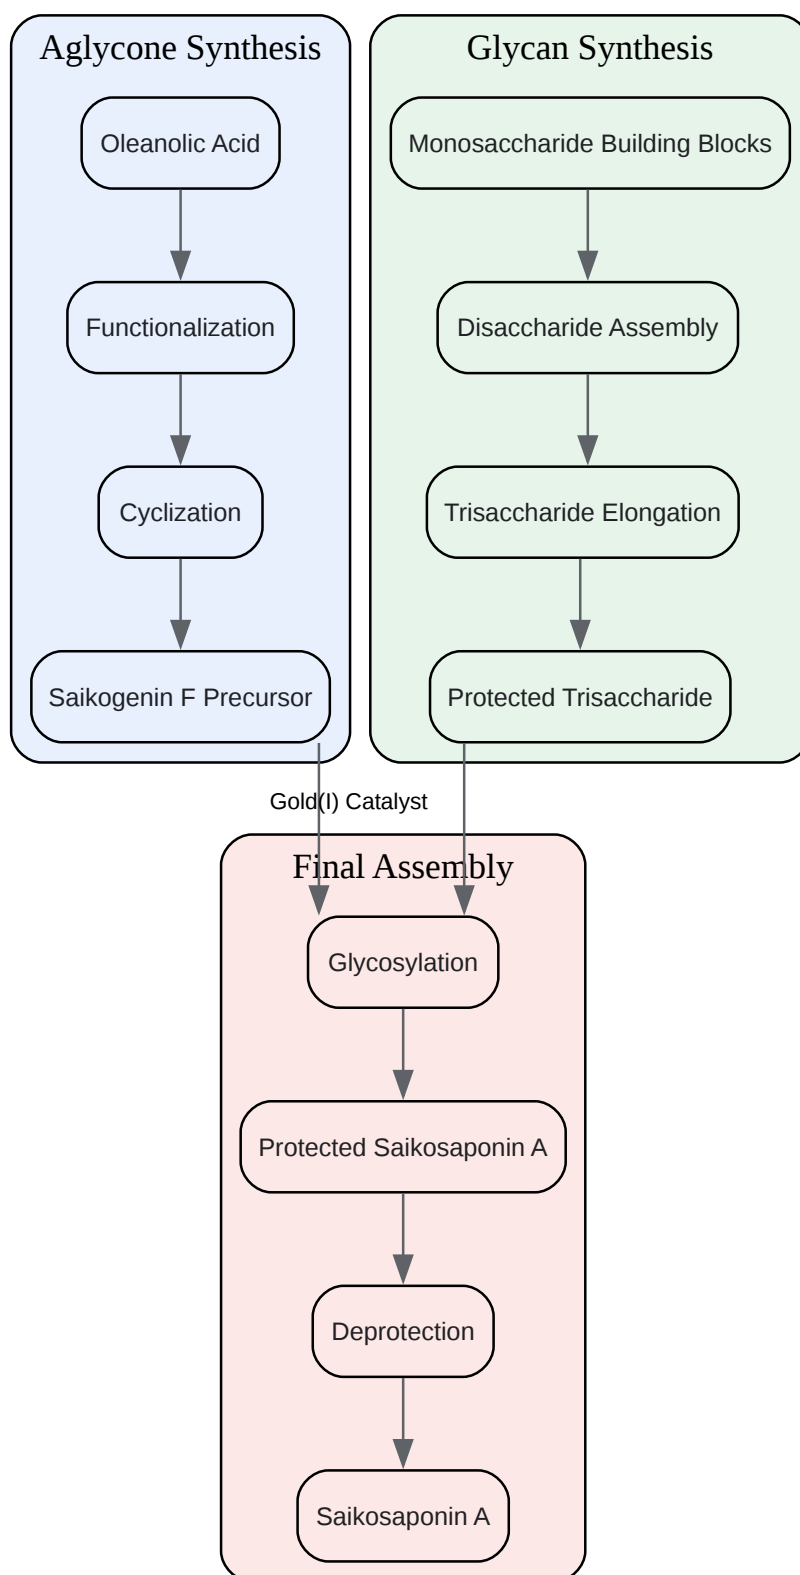 Aglycone Synthesis
Oleanolic Acid
Functionalization
Cyclization
Saikogenin F Precursor
Glycan Synthesis
Monosaccharide Building Blocks
Disaccharide Assembly
Trisaccharide Elongation
Protected Trisaccharide
Gold(I) Catalyst
Final Assembly
Glycosylation
Protected Saikosaponin A
Deprotection
Saikosaponin A